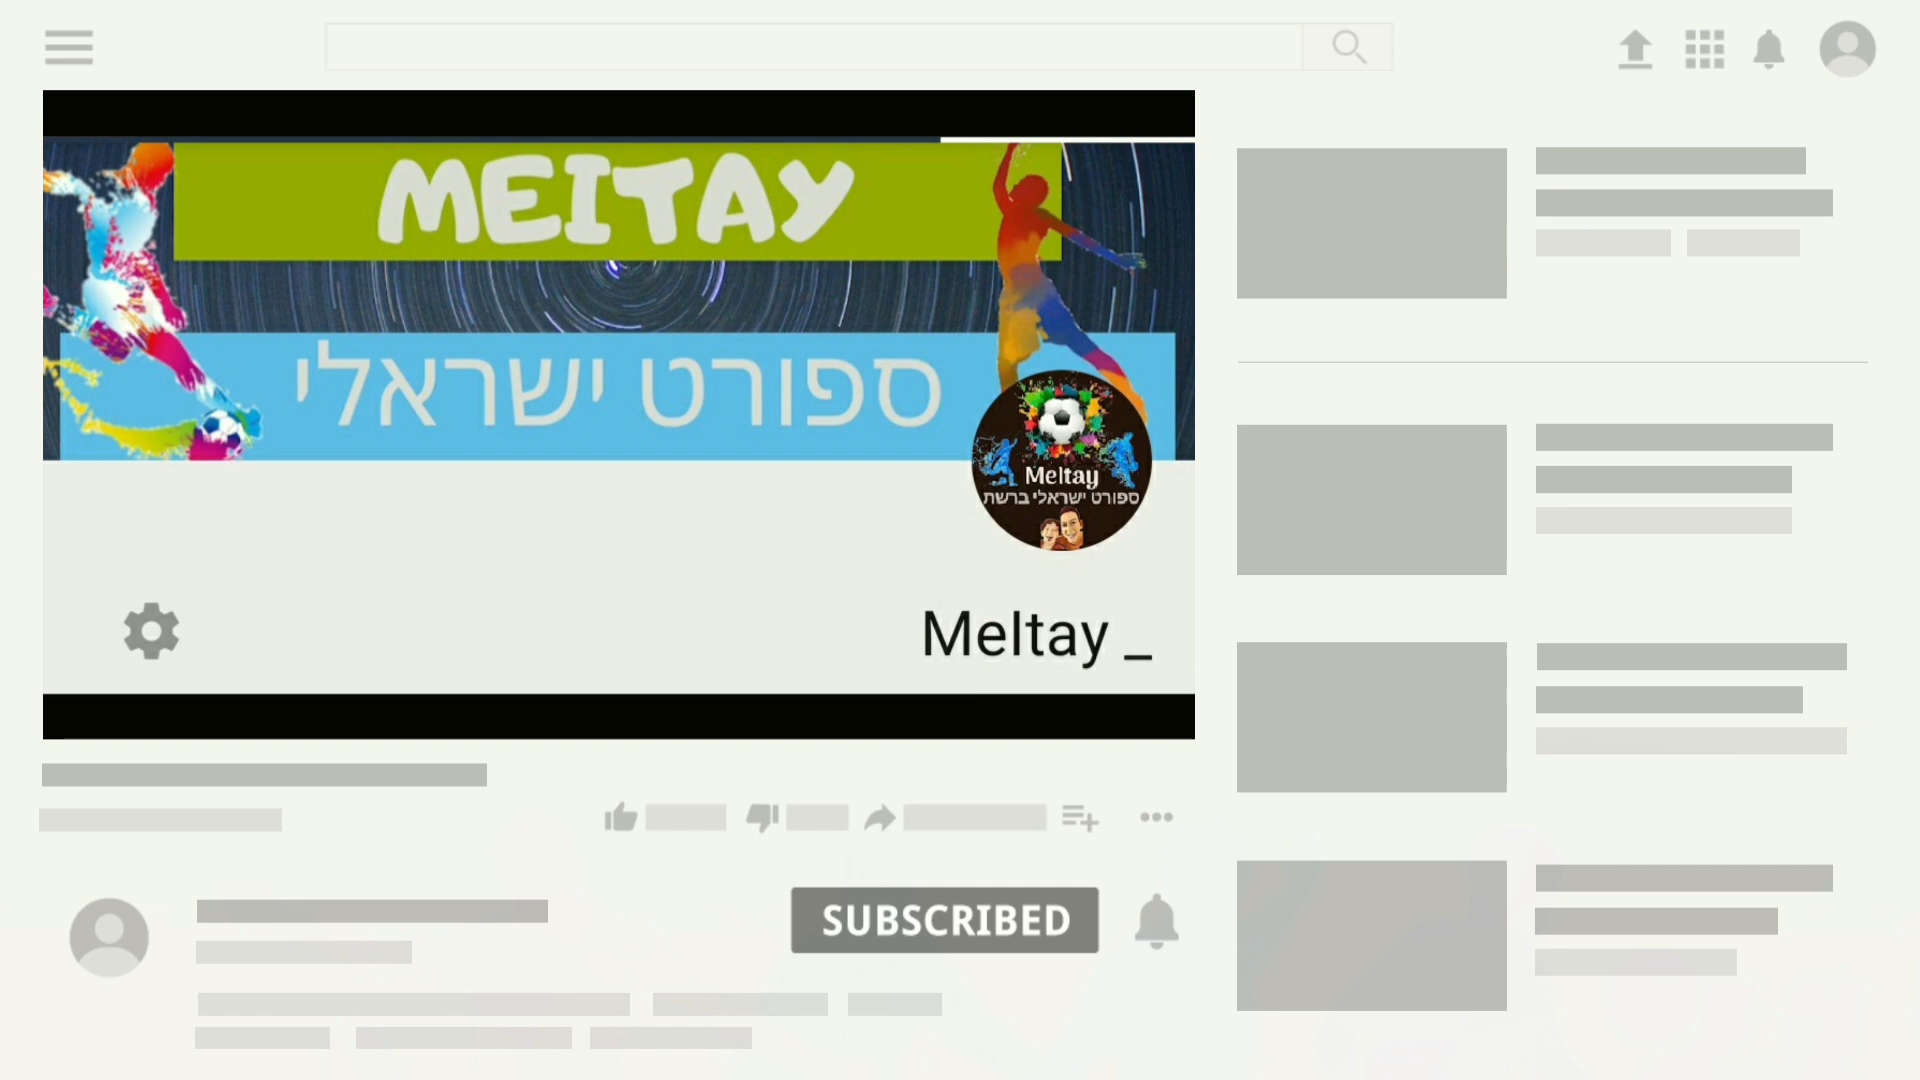 MEITAY
ספורט ישראלי
Meltay
ספורט ישראלי ברשת
Meltay _
SUBSCRIBED